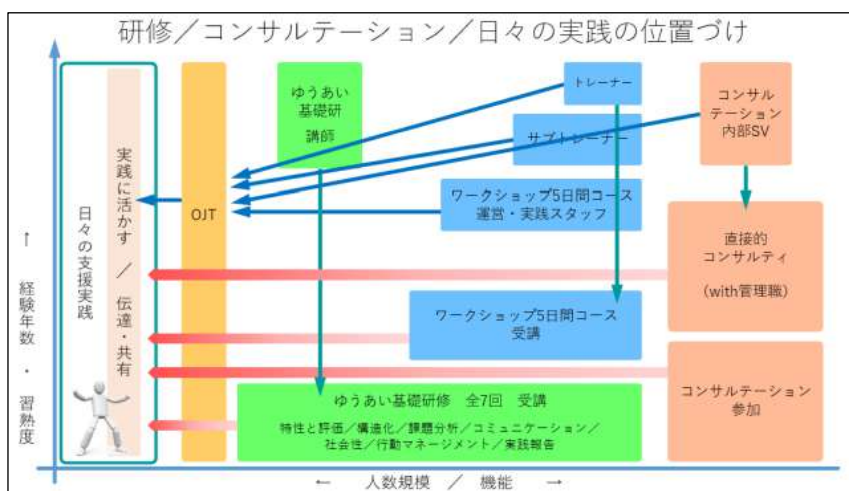 研修／コンサルテーション／日々の実践の位置づけ
↑ 経験年数 ・ 習熟度
日々の支援実践
実践に活かす ／ 伝達・共有
OJT
ゆうあい
基礎研
講師
トレーナー
サブトレーナー
ワークショップ5日間コース
運営・実践スタッフ
ワークショップ5日間コース
受講
ゆうあい基礎研修 全7回 受講
特性と評価／構造化／課題分析／コミュニケーション／
社会性／行動マネージメント／実践報告
コンサル
テーション
内部SV
直接的
コンサルティ
(with管理職)
コンサルテーション
参加
← 人数規模 ／ 機能 →